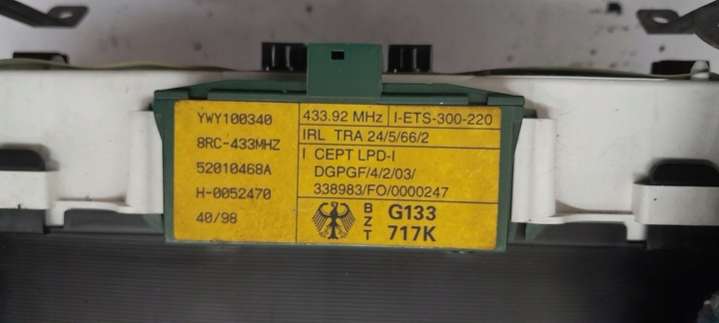 YWY100340
8RC-433MHZ
52010468A
H-0052470
40/98
433.92 MHz I-ETS-300-220
IRL TRA 24/5/66/2
I CEPT LPD-I
DGPGF/4/2/03/
338983/FO/0000247
BZT G133
717K